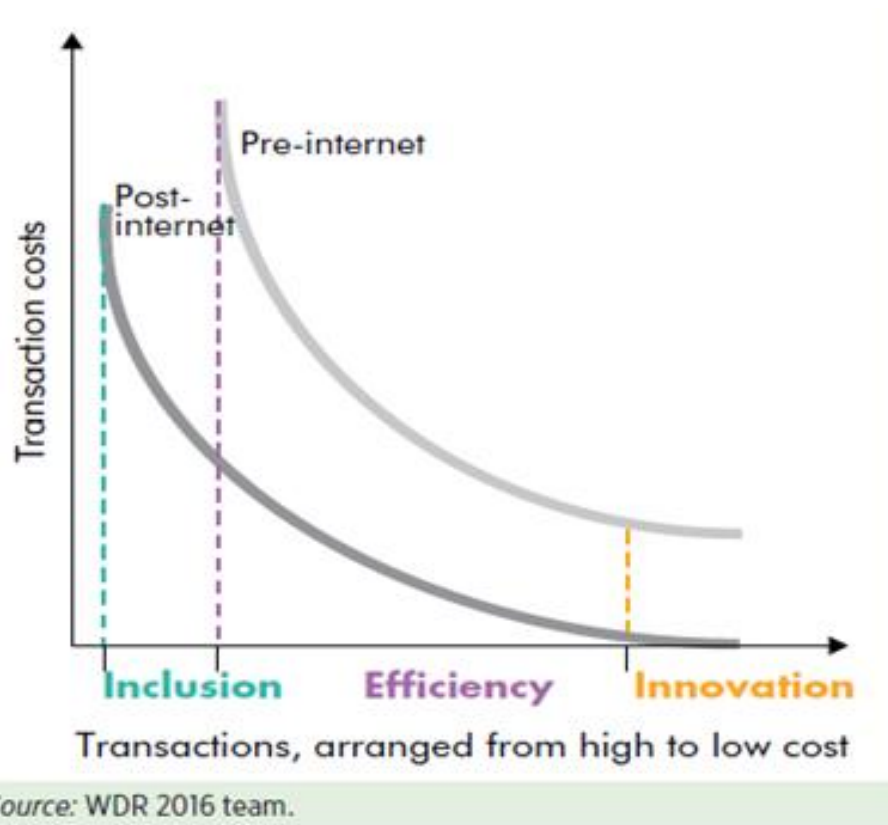 Pre-internet
Post-
internet
Transaction costs
Inclusion Efficiency Innovation
Transactions, arranged from high to low cost
ource: WDR 2016 team.